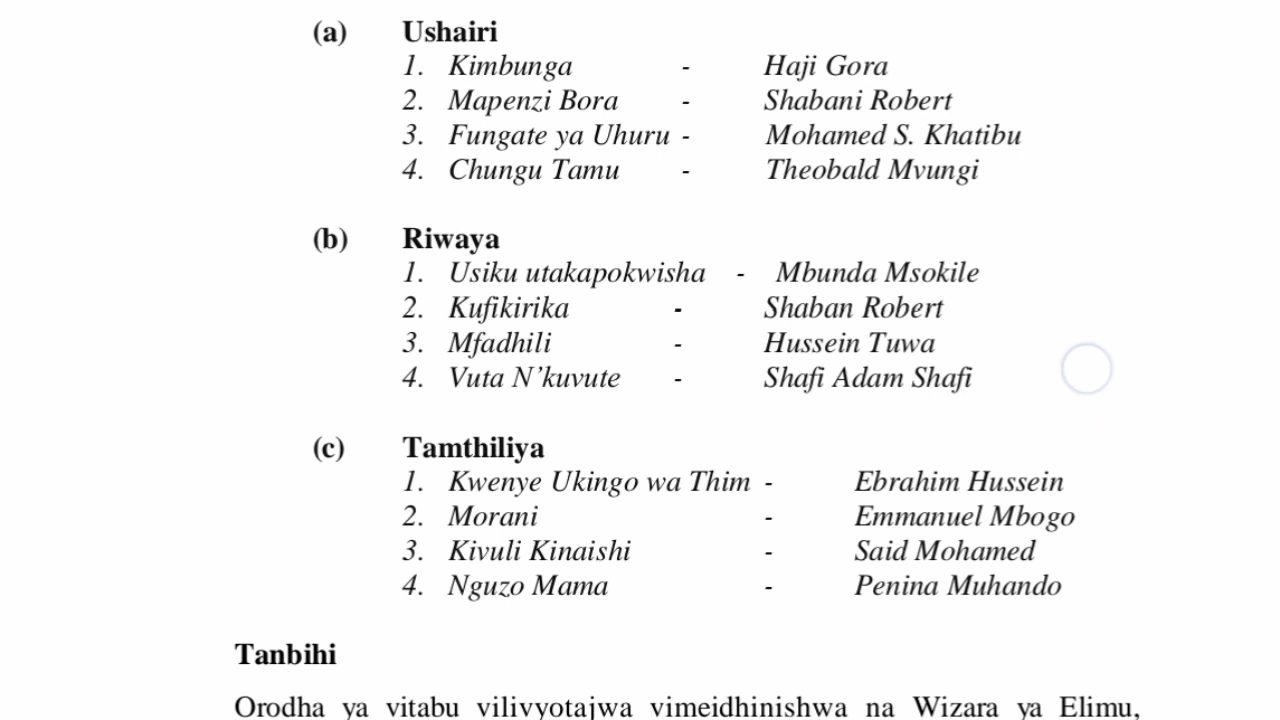 (a) Ushairi
1. Kimbunga - Haji Gora
2. Mapenzi Bora - Shabani Robert
3. Fungate ya Uhuru - Mohamed S. Khatibu
4. Chungu Tamu - Theobald Mvungi
(b) Riwaya
1. Usiku utakapokwisha - Mbunda Msokile
2. Kufikirika - Shaban Robert
3. Mfadhili - Hussein Tuwa
4. Vuta N’kuvute - Shafi Adam Shafi
(c) Tamthiliya
1. Kwenye Ukingo wa Thim - Ebrahim Hussein
2. Morani - Emmanuel Mbogo
3. Kivuli Kinaishi - Said Mohamed
4. Nguzo Mama - Penina Muhando
Tanbihi
Orodha ya vitabu vilivyotajwa vimeidhinishwa na Wizara ya Elimu,